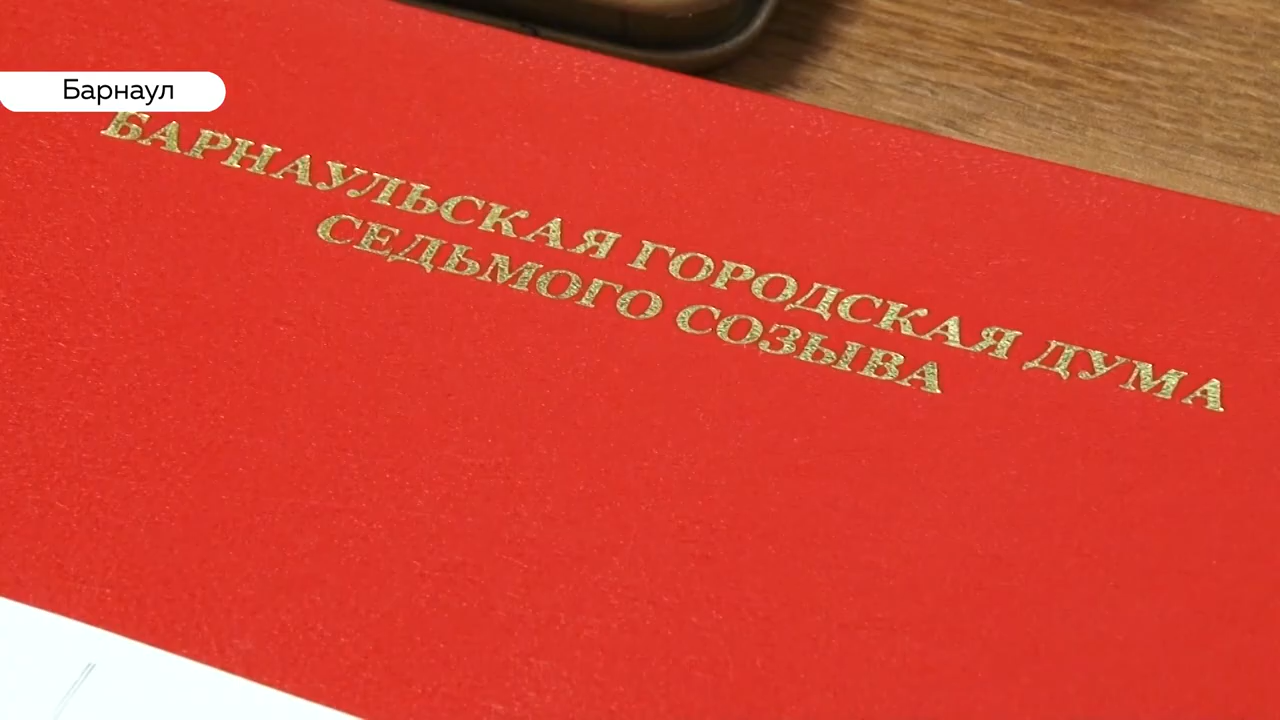 Барнаул
БАРНАУЛЬСКАЯ ГОРОДСКАЯ ДУМА
СЕДЬМОГО СОЗЫВА